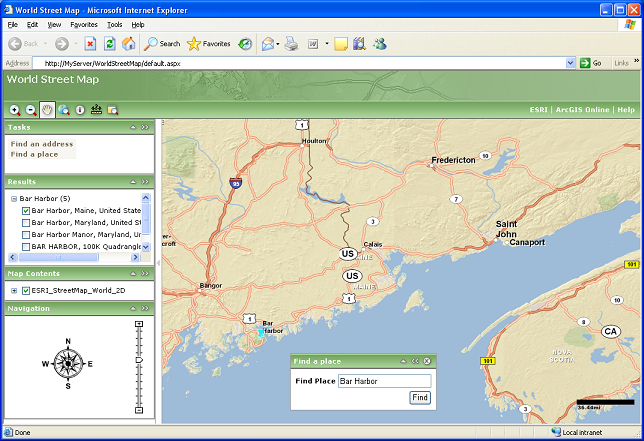 World Street Map - Microsoft Internet Explorer
File Edit View Favorites Tools Help
Back Search Favorites
Address http://MyServer/WorldStreetMap/default.aspx Go Links
World Street Map
ESRI | ArcGIS Online | Help
Tasks
Find an address
Find a place
Results
Bar Harbor (5)
Bar Harbor, Maine, United State
Bar Harbor, Maryland, United St
Bar Harbor Manor, Maryland, Un
BAR HARBOR, 100K Quadrangle
Map Contents
ESRI_StreetMap_World_2D
Navigation
N
W E
S
1
Houlton
Fredericton
10
95
7
3
Saint
John
Canaport
Calais
US
MAINE
US
MAINE
Bangor
1
1
Bar
Harbor
101
8
10
CA
NOVA
SCOTIA
101
3
36.44mi
Find a place
Find Place Bar Harbor
Find
Done Local intranet